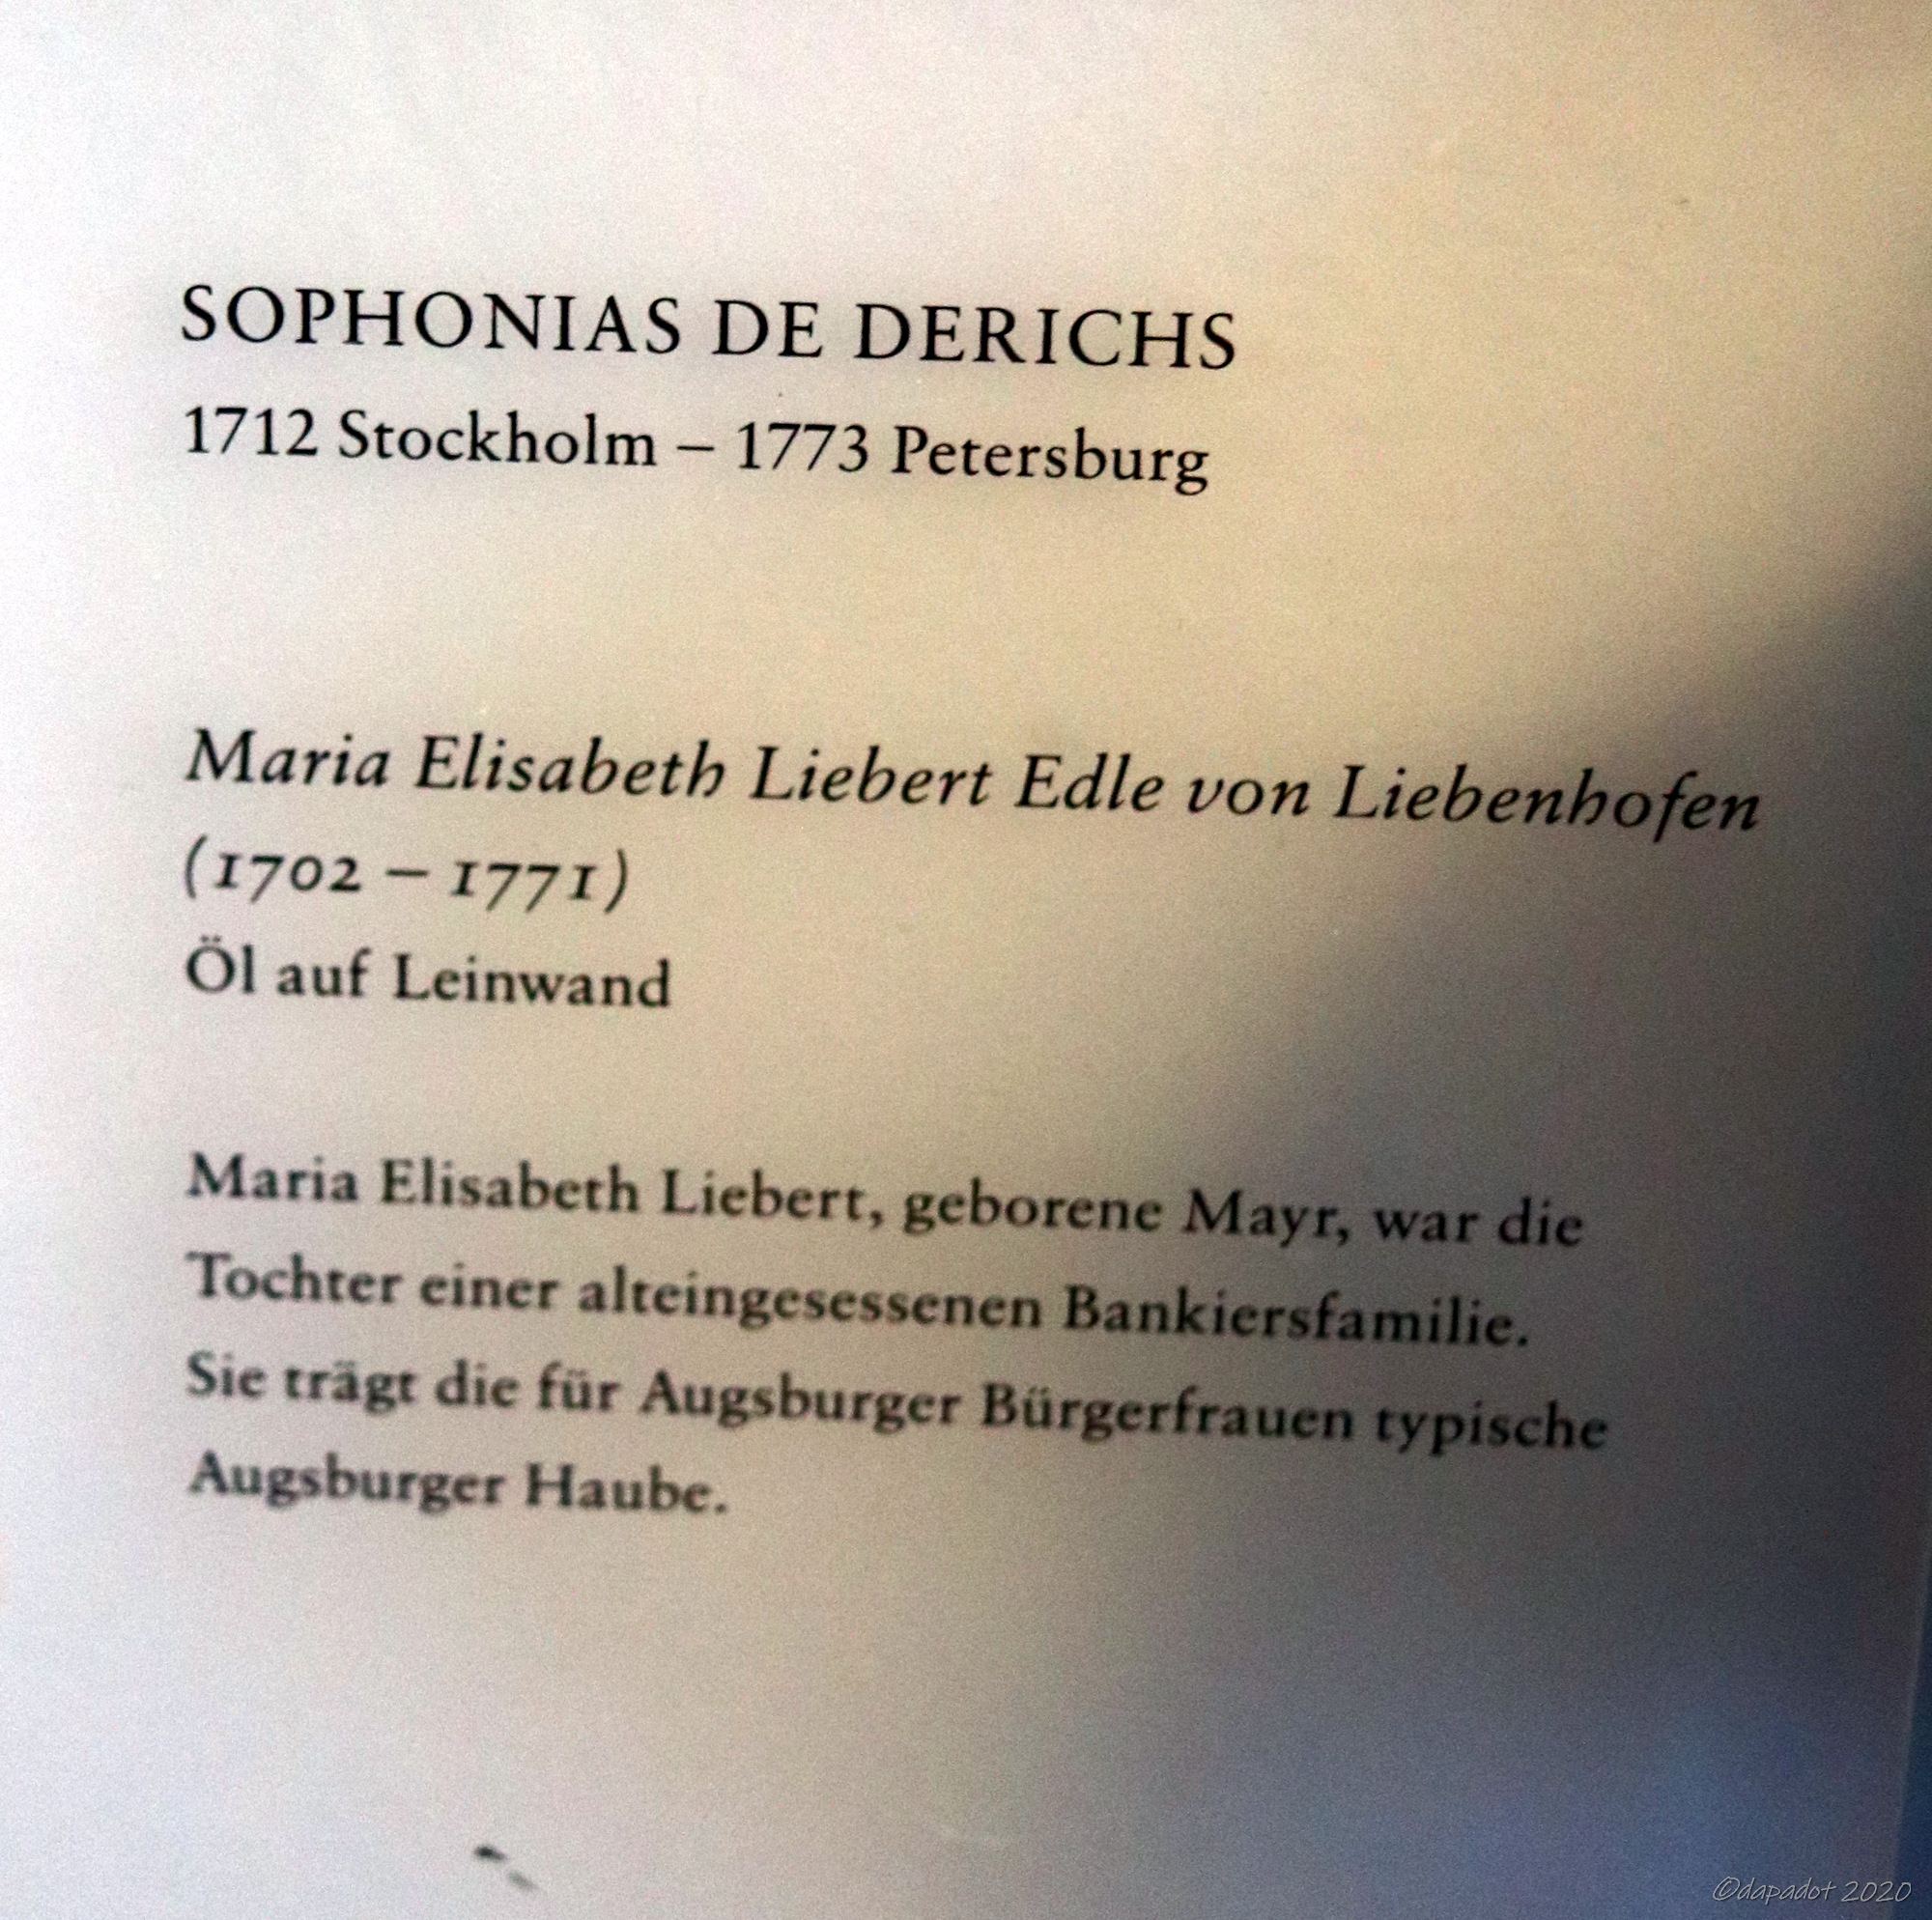 SOPHONIAS DE DERICHS
1712 Stockholm – 1773 Petersburg
Maria Elisabeth Liebert Edle von Liebenhofen
(1702 – 1771)
Öl auf Leinwand
Maria Elisabeth Liebert, geborene Mayr, war die
Tochter einer alteingesessenen Bankiersfamilie.
Sie trägt die für Augsburger Bürgerfrauen typische
Augsburger Haube.
©dapadot 2020